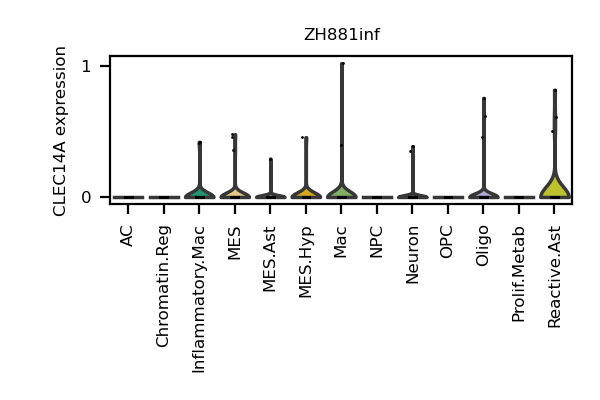 ZH881inf
CLEC14A expression
1
0
AC
Chromatin.Reg
Inflammatory.Mac
MES
MES.Ast
MES.Hyp
Mac
NPC
Neuron
OPC
Oligo
Prolif.Metab
Reactive.Ast